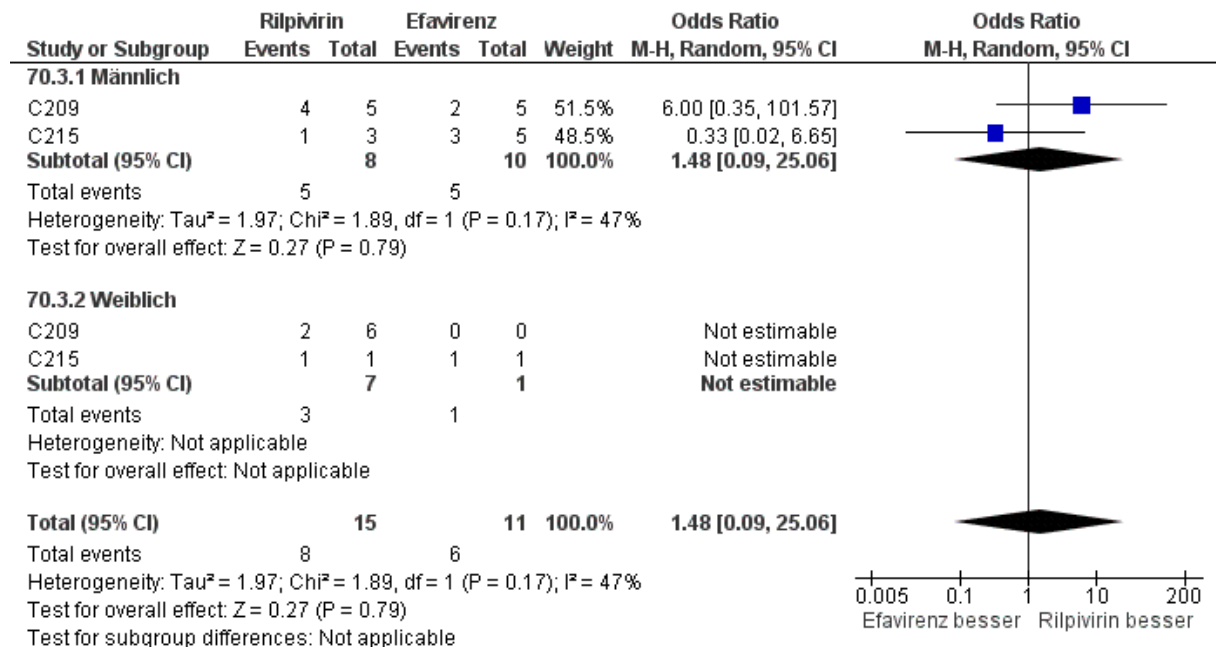 Rilpivirin Efavirenz Odds Ratio Odds Ratio
Study or Subgroup Events Total Events Total Weight M-H, Random, 95% CI M-H, Random, 95% CI
70.3.1 Männlich
C209 4 5 2 5 51.5% 6.00 [0.35, 101.57]
C215 1 3 3 5 48.5% 0.33 [0.02, 6.65]
Subtotal (95% CI) 8 10 100.0% 1.48 [0.09, 25.06]
Total events 5 5
Heterogeneity: Tau² = 1.97; Chi² = 1.89, df = 1 (P = 0.17); I² = 47%
Test for overall effect: Z = 0.27 (P = 0.79)
70.3.2 Weiblich
C209 2 6 0 0 Not estimable
C215 1 1 1 1 Not estimable
Subtotal (95% CI) 7 1 Not estimable
Total events 3 1
Heterogeneity: Not applicable
Test for overall effect: Not applicable
Total (95% CI) 15 11 100.0% 1.48 [0.09, 25.06]
Total events 8 6
Heterogeneity: Tau² = 1.97; Chi² = 1.89, df = 1 (P = 0.17); I² = 47%
Test for overall effect: Z = 0.27 (P = 0.79)
Test for subgroup differences: Not applicable
0.005 0.1 1 10 200
Efavirenz besser Rilpivirin besser